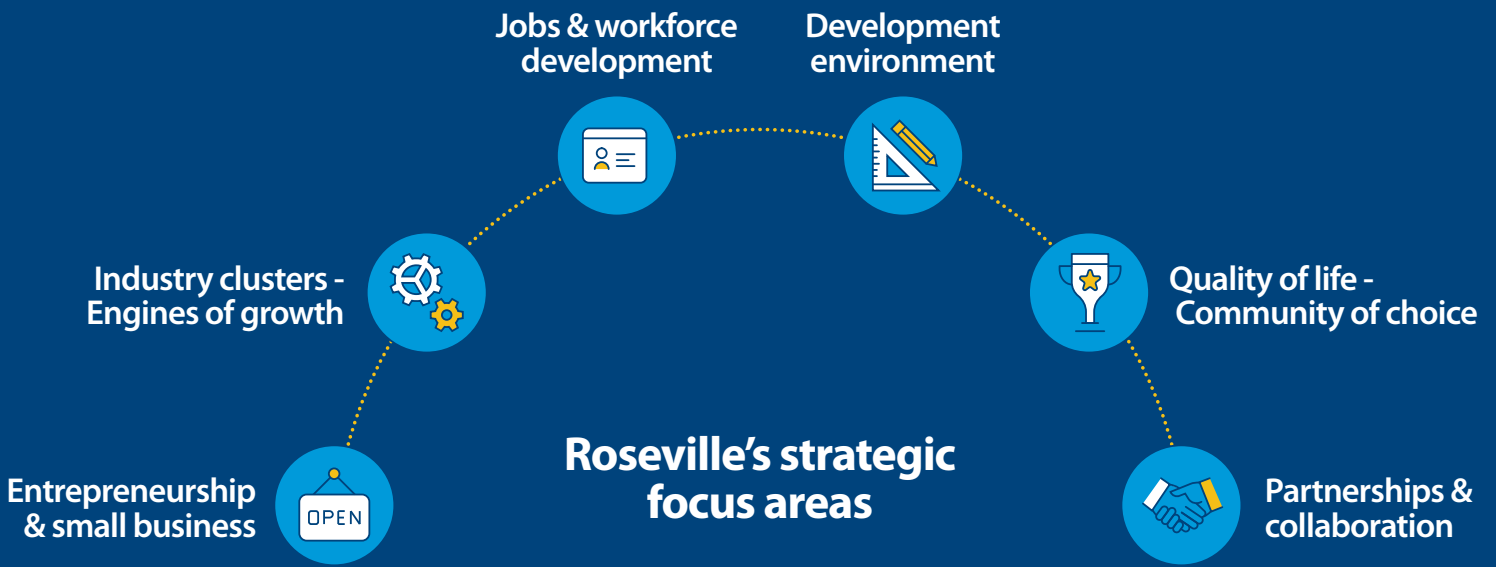 Jobs & workforce
development
Development
environment
Industry clusters -
Engines of growth
Quality of life -
Community of choice
Entrepreneurship
& small business
OPEN
Roseville's strategic
focus areas
Partnerships &
collaboration